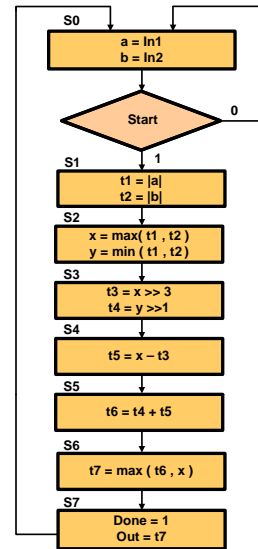 S0
a = In1
b = In2
Start
0
1
S1
t1 = |a|
t2 = |b|
S2
x = max( t1 , t2 )
y = min ( t1 , t2 )
S3
t3 = x >> 3
t4 = y >>1
S4
t5 = x – t3
S5
t6 = t4 + t5
S6
t7 = max ( t6 , x )
S7
Done = 1
Out = t7